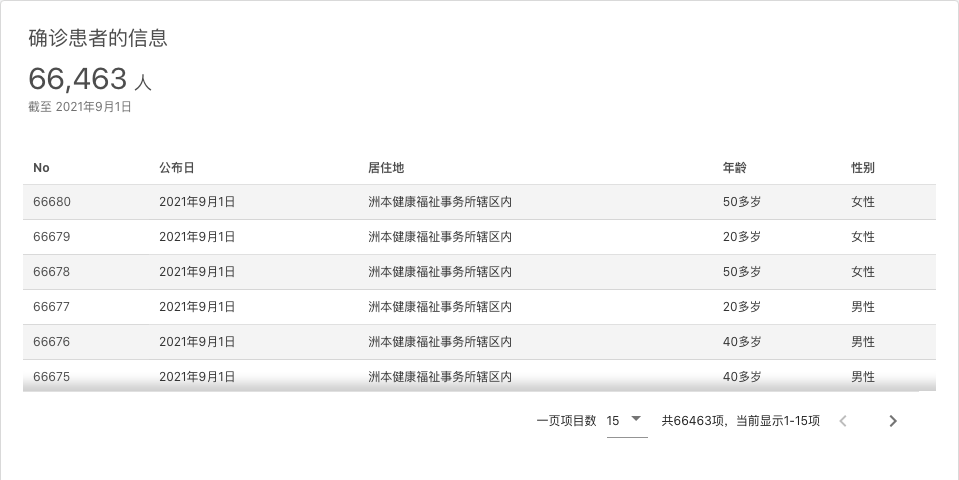 确诊患者的信息
66,463 人
截至 2021年9月1日
No 公布日 居住地 年龄 性别
66680 2021年9月1日 洲本健康福祉事务所辖区内 50多岁 女性
66679 2021年9月1日 洲本健康福祉事务所辖区内 20多岁 女性
66678 2021年9月1日 洲本健康福祉事务所辖区内 50多岁 女性
66677 2021年9月1日 洲本健康福祉事务所辖区内 20多岁 男性
66676 2021年9月1日 洲本健康福祉事务所辖区内 40多岁 男性
66675 2021年9月1日 洲本健康福祉事务所辖区内 40多岁 男性
一页项目数 15 共66463项，当前显示1-15项